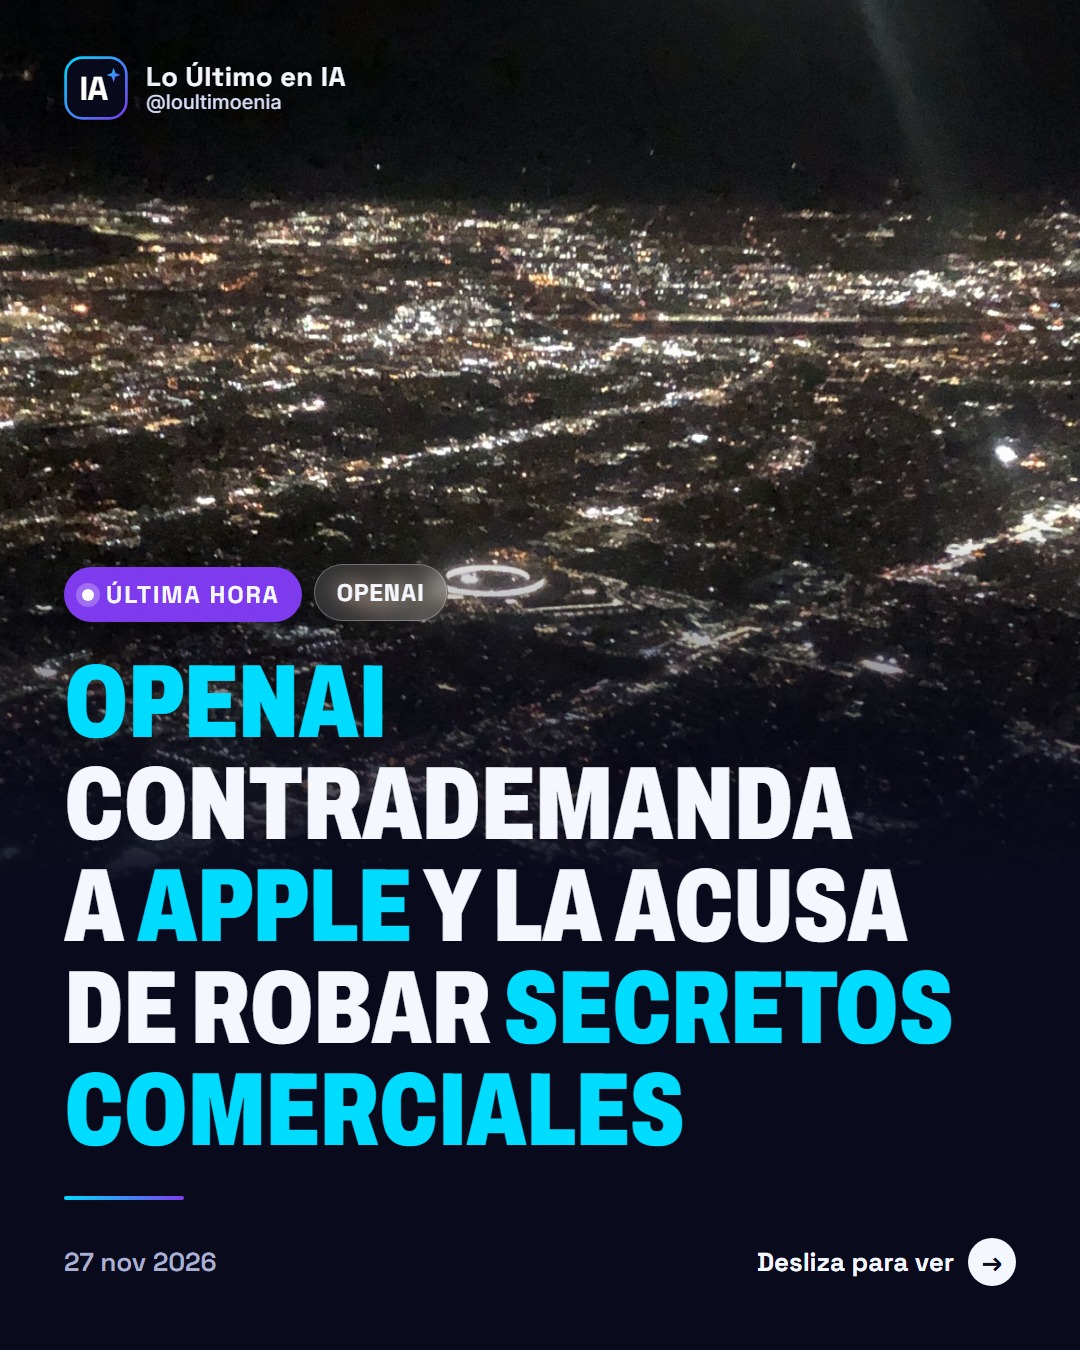 IA
Lo Último en IA
@loultimoenia
ÚLTIMA HORA
OPENAI
OPENAI
CONTRADEMANDA
A APPLE Y LA ACUSA
DE ROBAR SECRETOS
COMERCIALES
27 nov 2026
Desliza para ver →